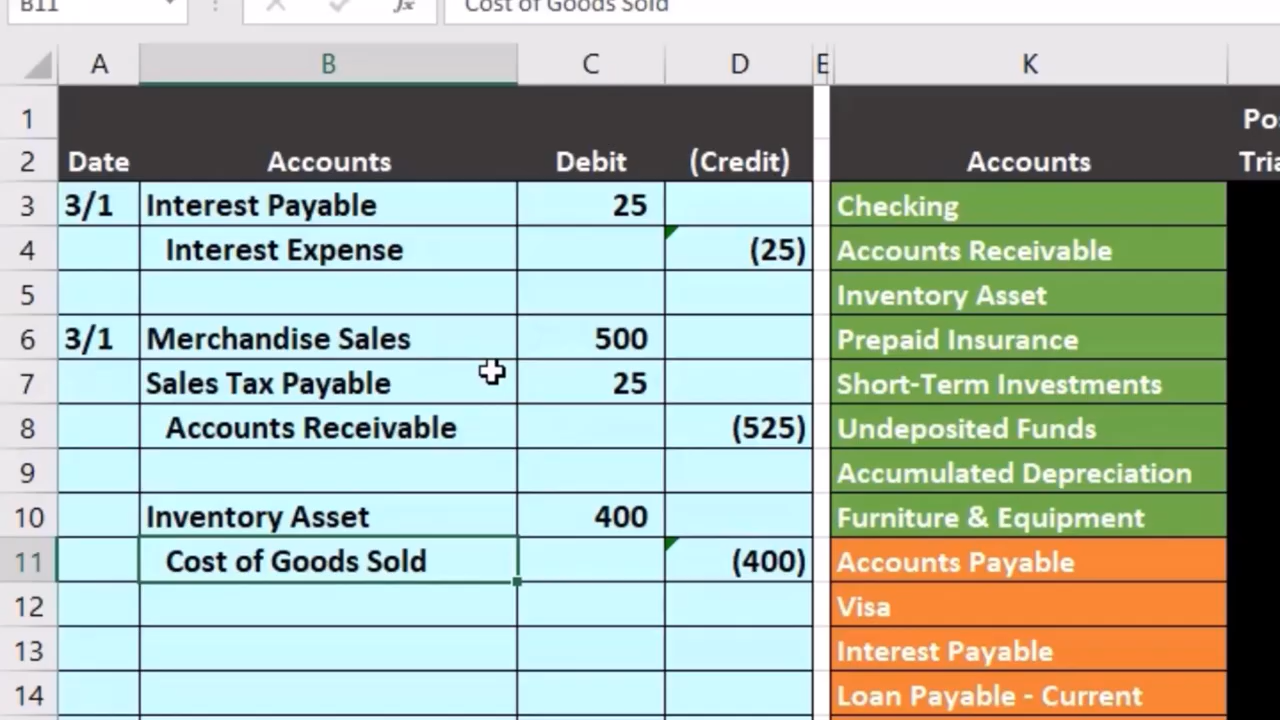 B11 fx Cost of Goods Sold
A B C D E K
1 Po
2 Date Accounts Debit (Credit) Accounts Tria
3 3/1 Interest Payable 25 Checking
4 Interest Expense (25) Accounts Receivable
5 Inventory Asset
6 3/1 Merchandise Sales 500 Prepaid Insurance
7 Sales Tax Payable 25 Short-Term Investments
8 Accounts Receivable (525) Undeposited Funds
9 Accumulated Depreciation
10 Inventory Asset 400 Furniture & Equipment
11 Cost of Goods Sold (400) Accounts Payable
12 Visa
13 Interest Payable
14 Loan Payable - Current